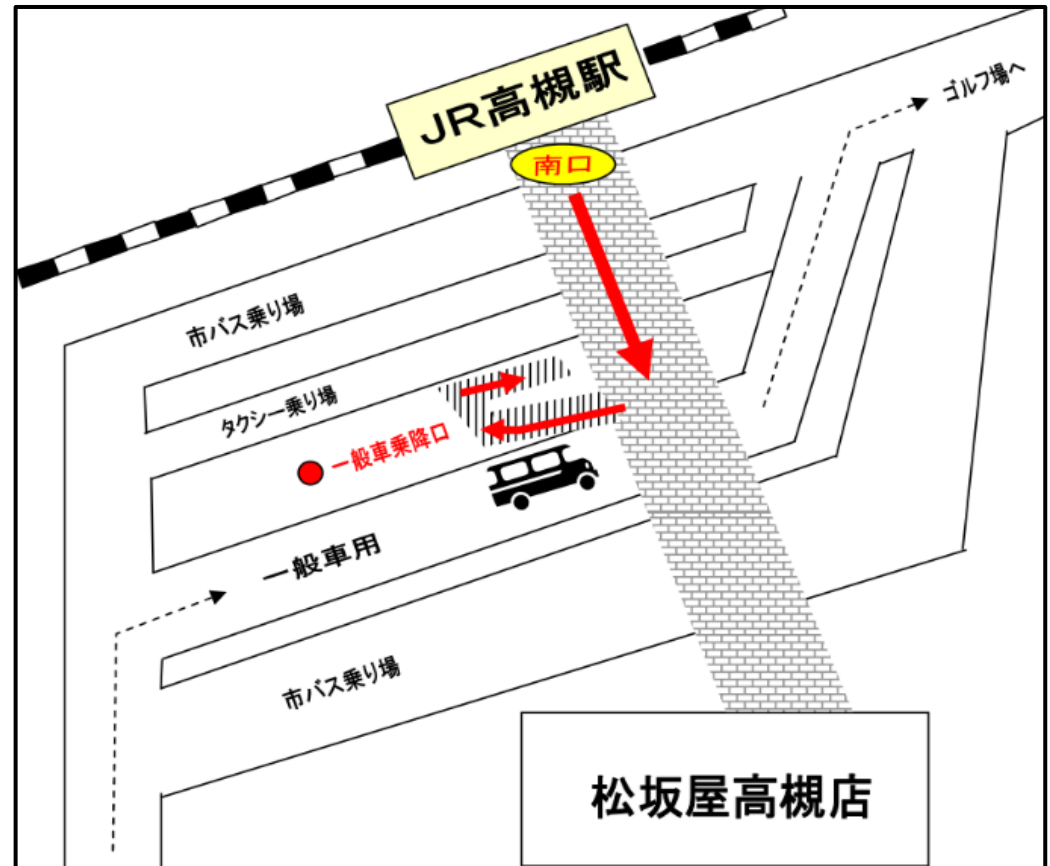 JR高槻駅
南口
ゴルフ場へ
市バス乗り場
タクシー乗り場
一般車乗降口
一般車用
市バス乗り場
松坂屋高槻店